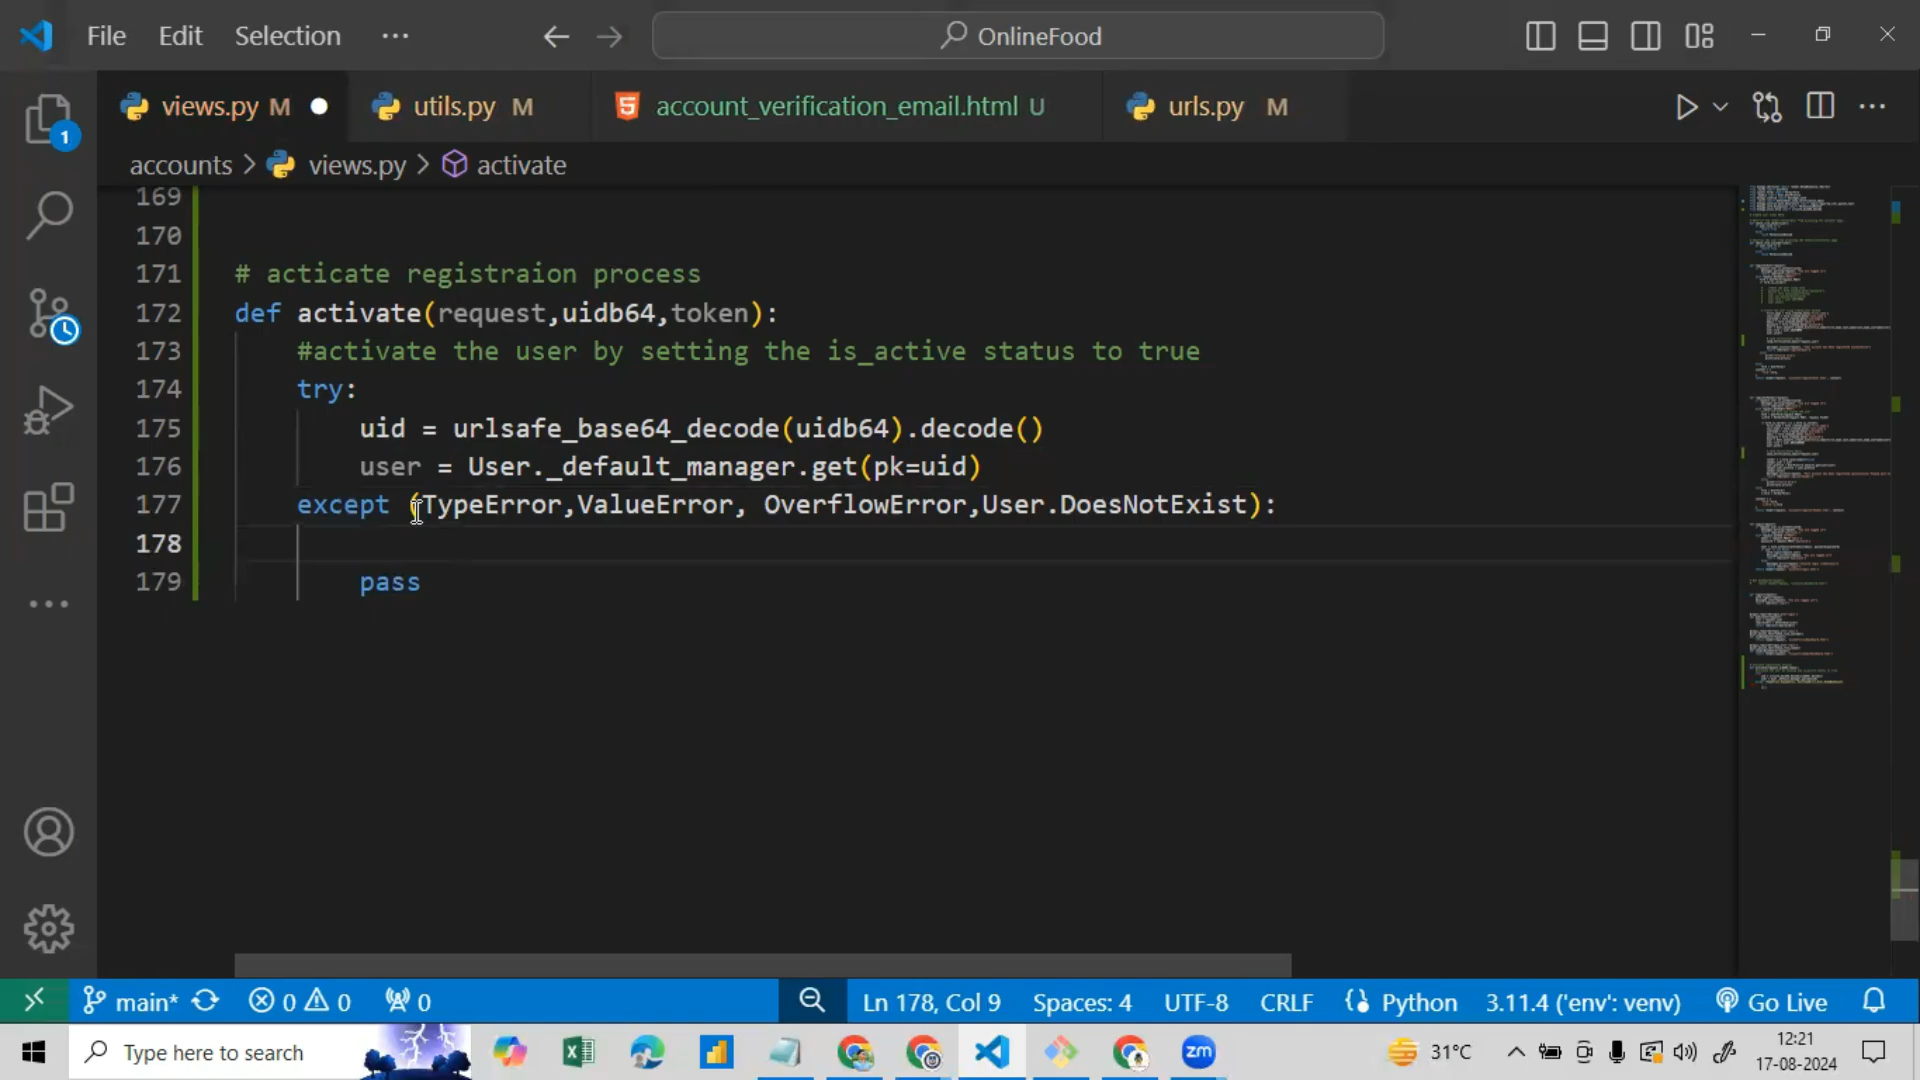 File Edit Selection ... OnlineFood
views.py M utils.py M account_verification_email.html U urls.py M
accounts > views.py > activate
169
170
171 # acticate registraion process
172 def activate(request,uidb64,token):
173 #activate the user by setting the is_active status to true
174 try:
175 uid = urlsafe_base64_decode(uidb64).decode()
176 user = User._default_manager.get(pk=uid)
177 except (TypeError,ValueError, OverflowError,User.DoesNotExist):
178
179 pass
1
main* 0 0 0 Ln 178, Col 9 Spaces: 4 UTF-8 CRLF Python 3.11.4 ('env': venv) Go Live
Type here to search zm 31°C 12:21
17-08-2024